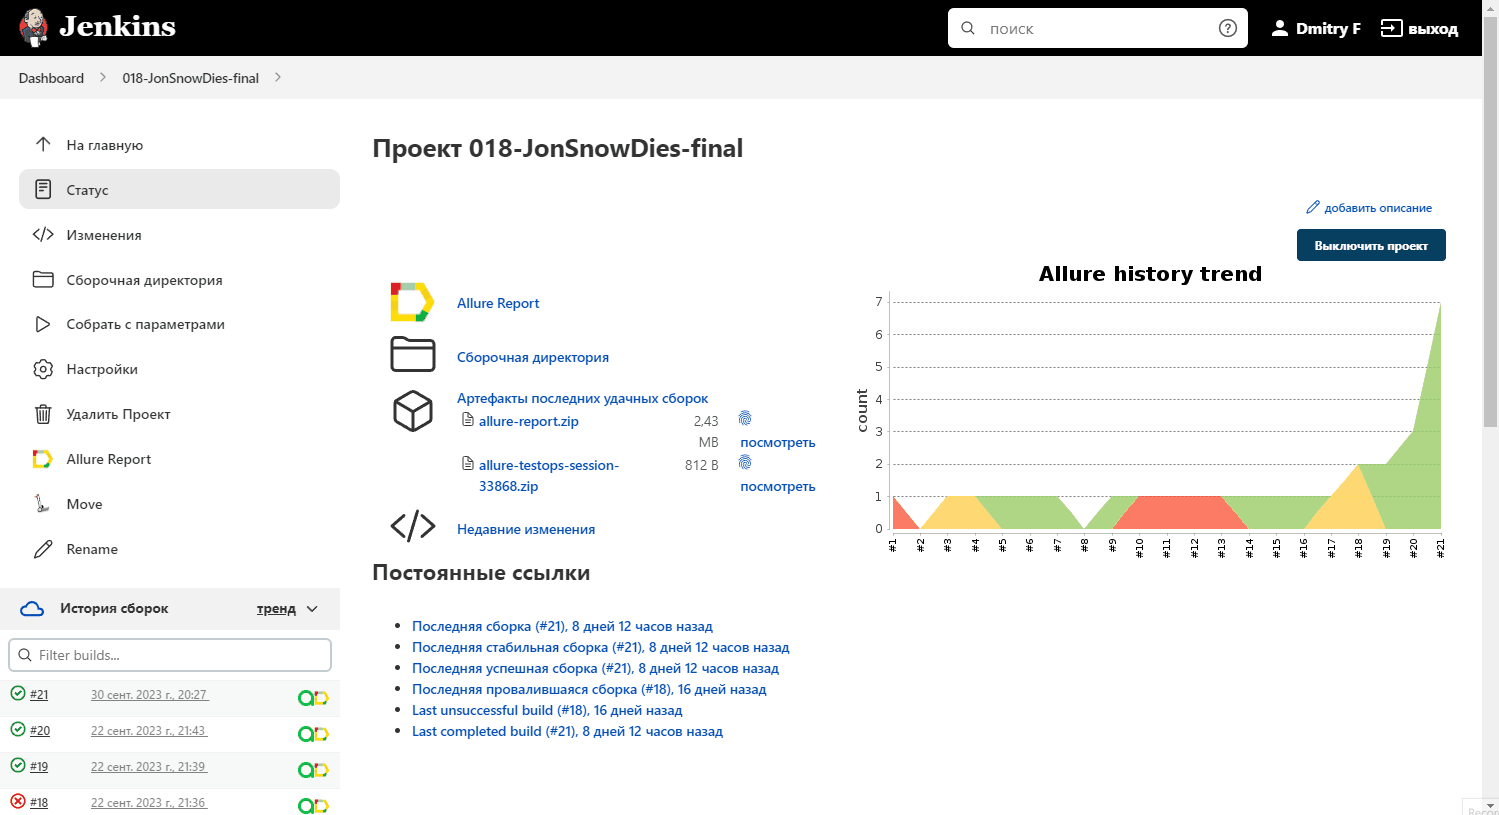 Jenkins
поиск
Dmitry F
выход
Dashboard
018-JonSnowDies-final
На главную
Статус
Изменения
Сборочная директория
Собрать с параметрами
Настройки
Удалить Проект
Allure Report
Move
Rename
История сборок
тренд
Filter builds...
#21 30 сент. 2023 г., 20:27
#20 22 сент. 2023 г., 21:43
#19 22 сент. 2023 г., 21:39
#18 22 сент. 2023 г., 21:36
Проект 018-JonSnowDies-final
добавить описание
Выключить проект
Allure Report
Сборочная директория
Артефакты последних удачных сборок
allure-report.zip 2,43
MB посмотреть
allure-testops-session- 812 B
33868.zip посмотреть
Недавние изменения
Allure history trend
count
7
6
5
4
3
2
1
0
#1 #2 #3 #4 #5 #6 #7 #8 #9 #10 #11 #12 #13 #14 #15 #16 #17 #18 #19 #20 #21
Постоянные ссылки
Последняя сборка (#21), 8 дней 12 часов назад
Последняя стабильная сборка (#21), 8 дней 12 часов назад
Последняя успешная сборка (#21), 8 дней 12 часов назад
Последняя провалившаяся сборка (#18), 16 дней назад
Last unsuccessful build (#18), 16 дней назад
Last completed build (#21), 8 дней 12 часов назад